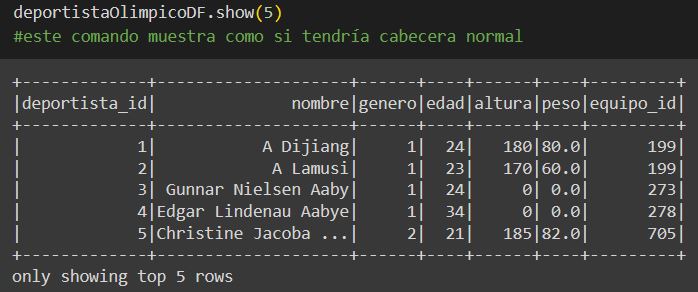 deportistaOlimpicoDF.show(5)
#este comando muestra como si tendría cabecera normal
+-------------+--------------------+------+----+------+----+---------+
|deportista_id|              nombre|genero|edad|altura|peso|equipo_id|
+-------------+--------------------+------+----+------+----+---------+
|            1|           A Dijiang|     1|  24|   180|80.0|      199|
|            2|            A Lamusi|     1|  23|   170|60.0|      199|
|            3| Gunnar Nielsen Aaby|     1|  24|     0| 0.0|      273|
|            4|Edgar Lindenau Aabye|     1|  34|     0| 0.0|      278|
|            5|Christine Jacoba ...|     2|  21|   185|82.0|      705|
+-------------+--------------------+------+----+------+----+---------+
only showing top 5 rows